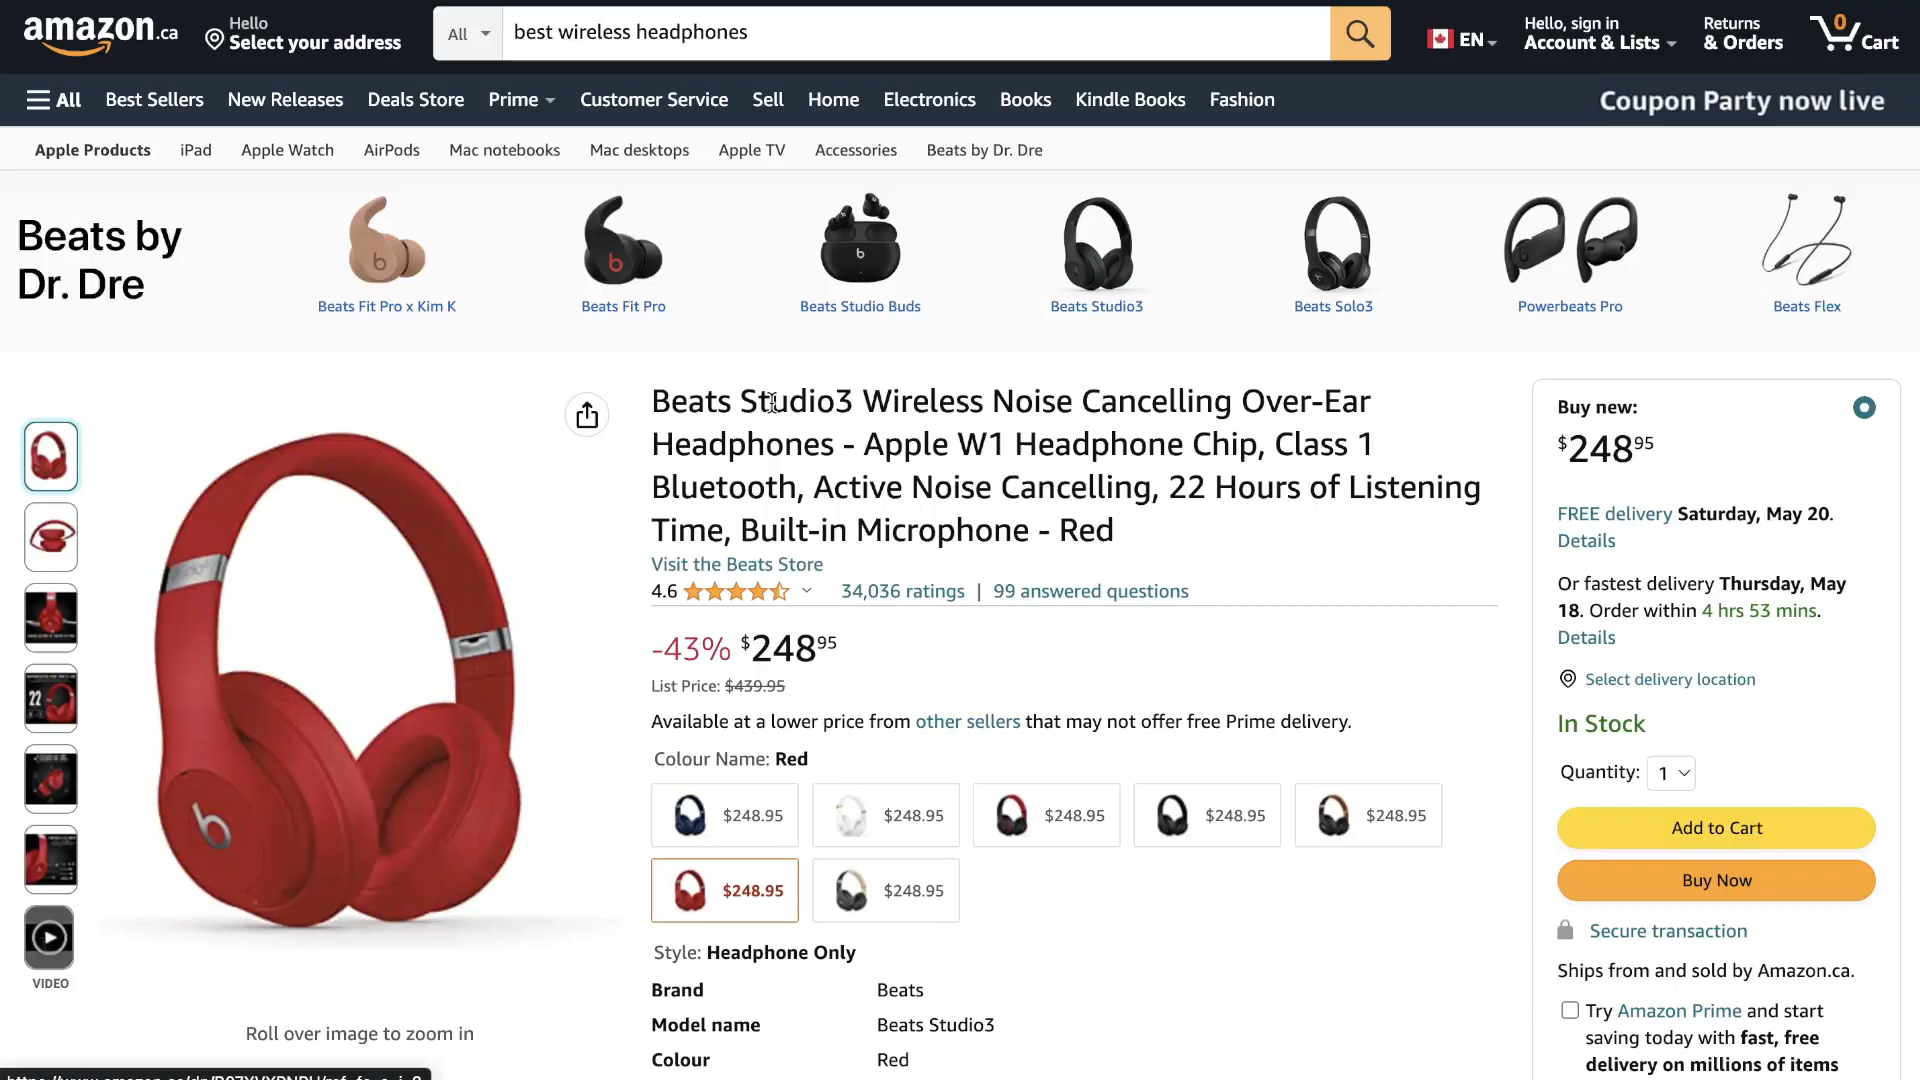 amazon.ca
Hello
Select your address
All
best wireless headphones
EN
Hello, sign in
Account & Lists
Returns
& Orders
0
Cart
All
Best Sellers
New Releases
Deals Store
Prime
Customer Service
Sell
Home
Electronics
Books
Kindle Books
Fashion
Coupon Party now live
Apple Products
iPad
Apple Watch
AirPods
Mac notebooks
Mac desktops
Apple TV
Accessories
Beats by Dr. Dre
Beats by
Dr. Dre
Beats Fit Pro x Kim K
Beats Fit Pro
Beats Studio Buds
Beats Studio3
Beats Solo3
Powerbeats Pro
Beats Flex
Beats Studio3 Wireless Noise Cancelling Over-Ear
Headphones - Apple W1 Headphone Chip, Class 1
Bluetooth, Active Noise Cancelling, 22 Hours of Listening
Time, Built-in Microphone - Red
Visit the Beats Store
4.6
34,036 ratings | 99 answered questions
-43% $248 95
List Price: $439.95
Available at a lower price from other sellers that may not offer free Prime delivery.
Colour Name: Red
$248.95
$248.95
$248.95
$248.95
$248.95
$248.95
$248.95
Style: Headphone Only
Brand Beats
Model name Beats Studio3
Colour Red
22
VIDEO
Roll over image to zoom in
Buy new:
$248 95
FREE delivery Saturday, May 20.
Details
Or fastest delivery Thursday, May
18. Order within 4 hrs 53 mins.
Details
Select delivery location
In Stock
Quantity: 1
Add to Cart
Buy Now
Secure transaction
Ships from and sold by Amazon.ca.
Try Amazon Prime and start
saving today with fast, free
delivery on millions of items